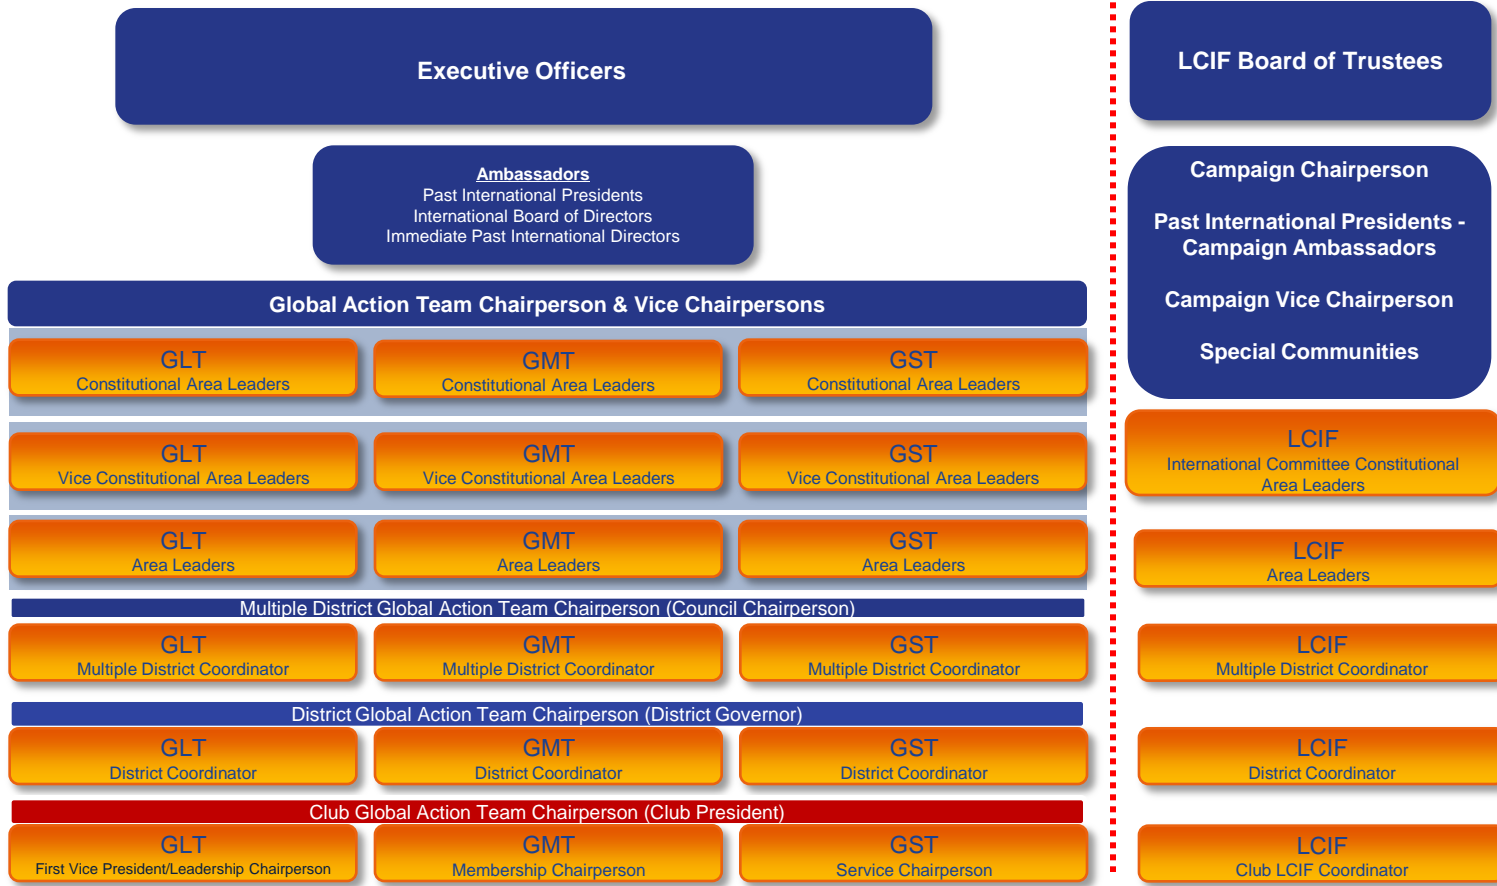 Executive Officers
Ambassadors
Past International Presidents
International Board of Directors
Immediate Past International Directors
Global Action Team Chairperson & Vice Chairpersons
GLT
Constitutional Area Leaders
GMT
Constitutional Area Leaders
GST
Constitutional Area Leaders
GLT
Vice Constitutional Area Leaders
GMT
Vice Constitutional Area Leaders
GST
Vice Constitutional Area Leaders
GLT
Area Leaders
GMT
Area Leaders
GST
Area Leaders
Multiple District Global Action Team Chairperson (Council Chairperson)
GLT
Multiple District Coordinator
GMT
Multiple District Coordinator
GST
Multiple District Coordinator
District Global Action Team Chairperson (District Governor)
GLT
District Coordinator
GMT
District Coordinator
GST
District Coordinator
Club Global Action Team Chairperson (Club President)
GLT
First Vice President/Leadership Chairperson
GMT
Membership Chairperson
GST
Service Chairperson
LCIF Board of Trustees
Campaign Chairperson
Past International Presidents -
Campaign Ambassadors
Campaign Vice Chairperson
Special Communities
LCIF
International Committee Constitutional
Area Leaders
LCIF
Area Leaders
LCIF
Multiple District Coordinator
LCIF
District Coordinator
LCIF
Club LCIF Coordinator